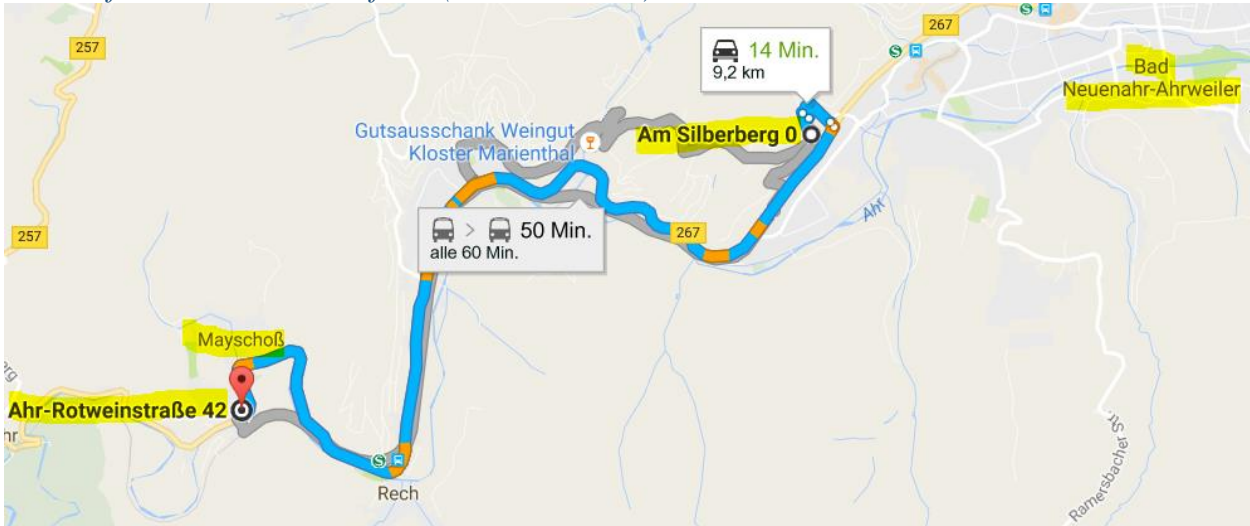 257
267
14 Min.
9,2 km
Bad
Neuenahr-Ahrweiler
Gutsausschank Weingut
Kloster Marienthal
Am Silberberg 0
Ahr
257
50 Min.
alle 60 Min.
267
Mayschoß
Ahr-Rotweinstraße 42
Rech
Ramersbacher Str.